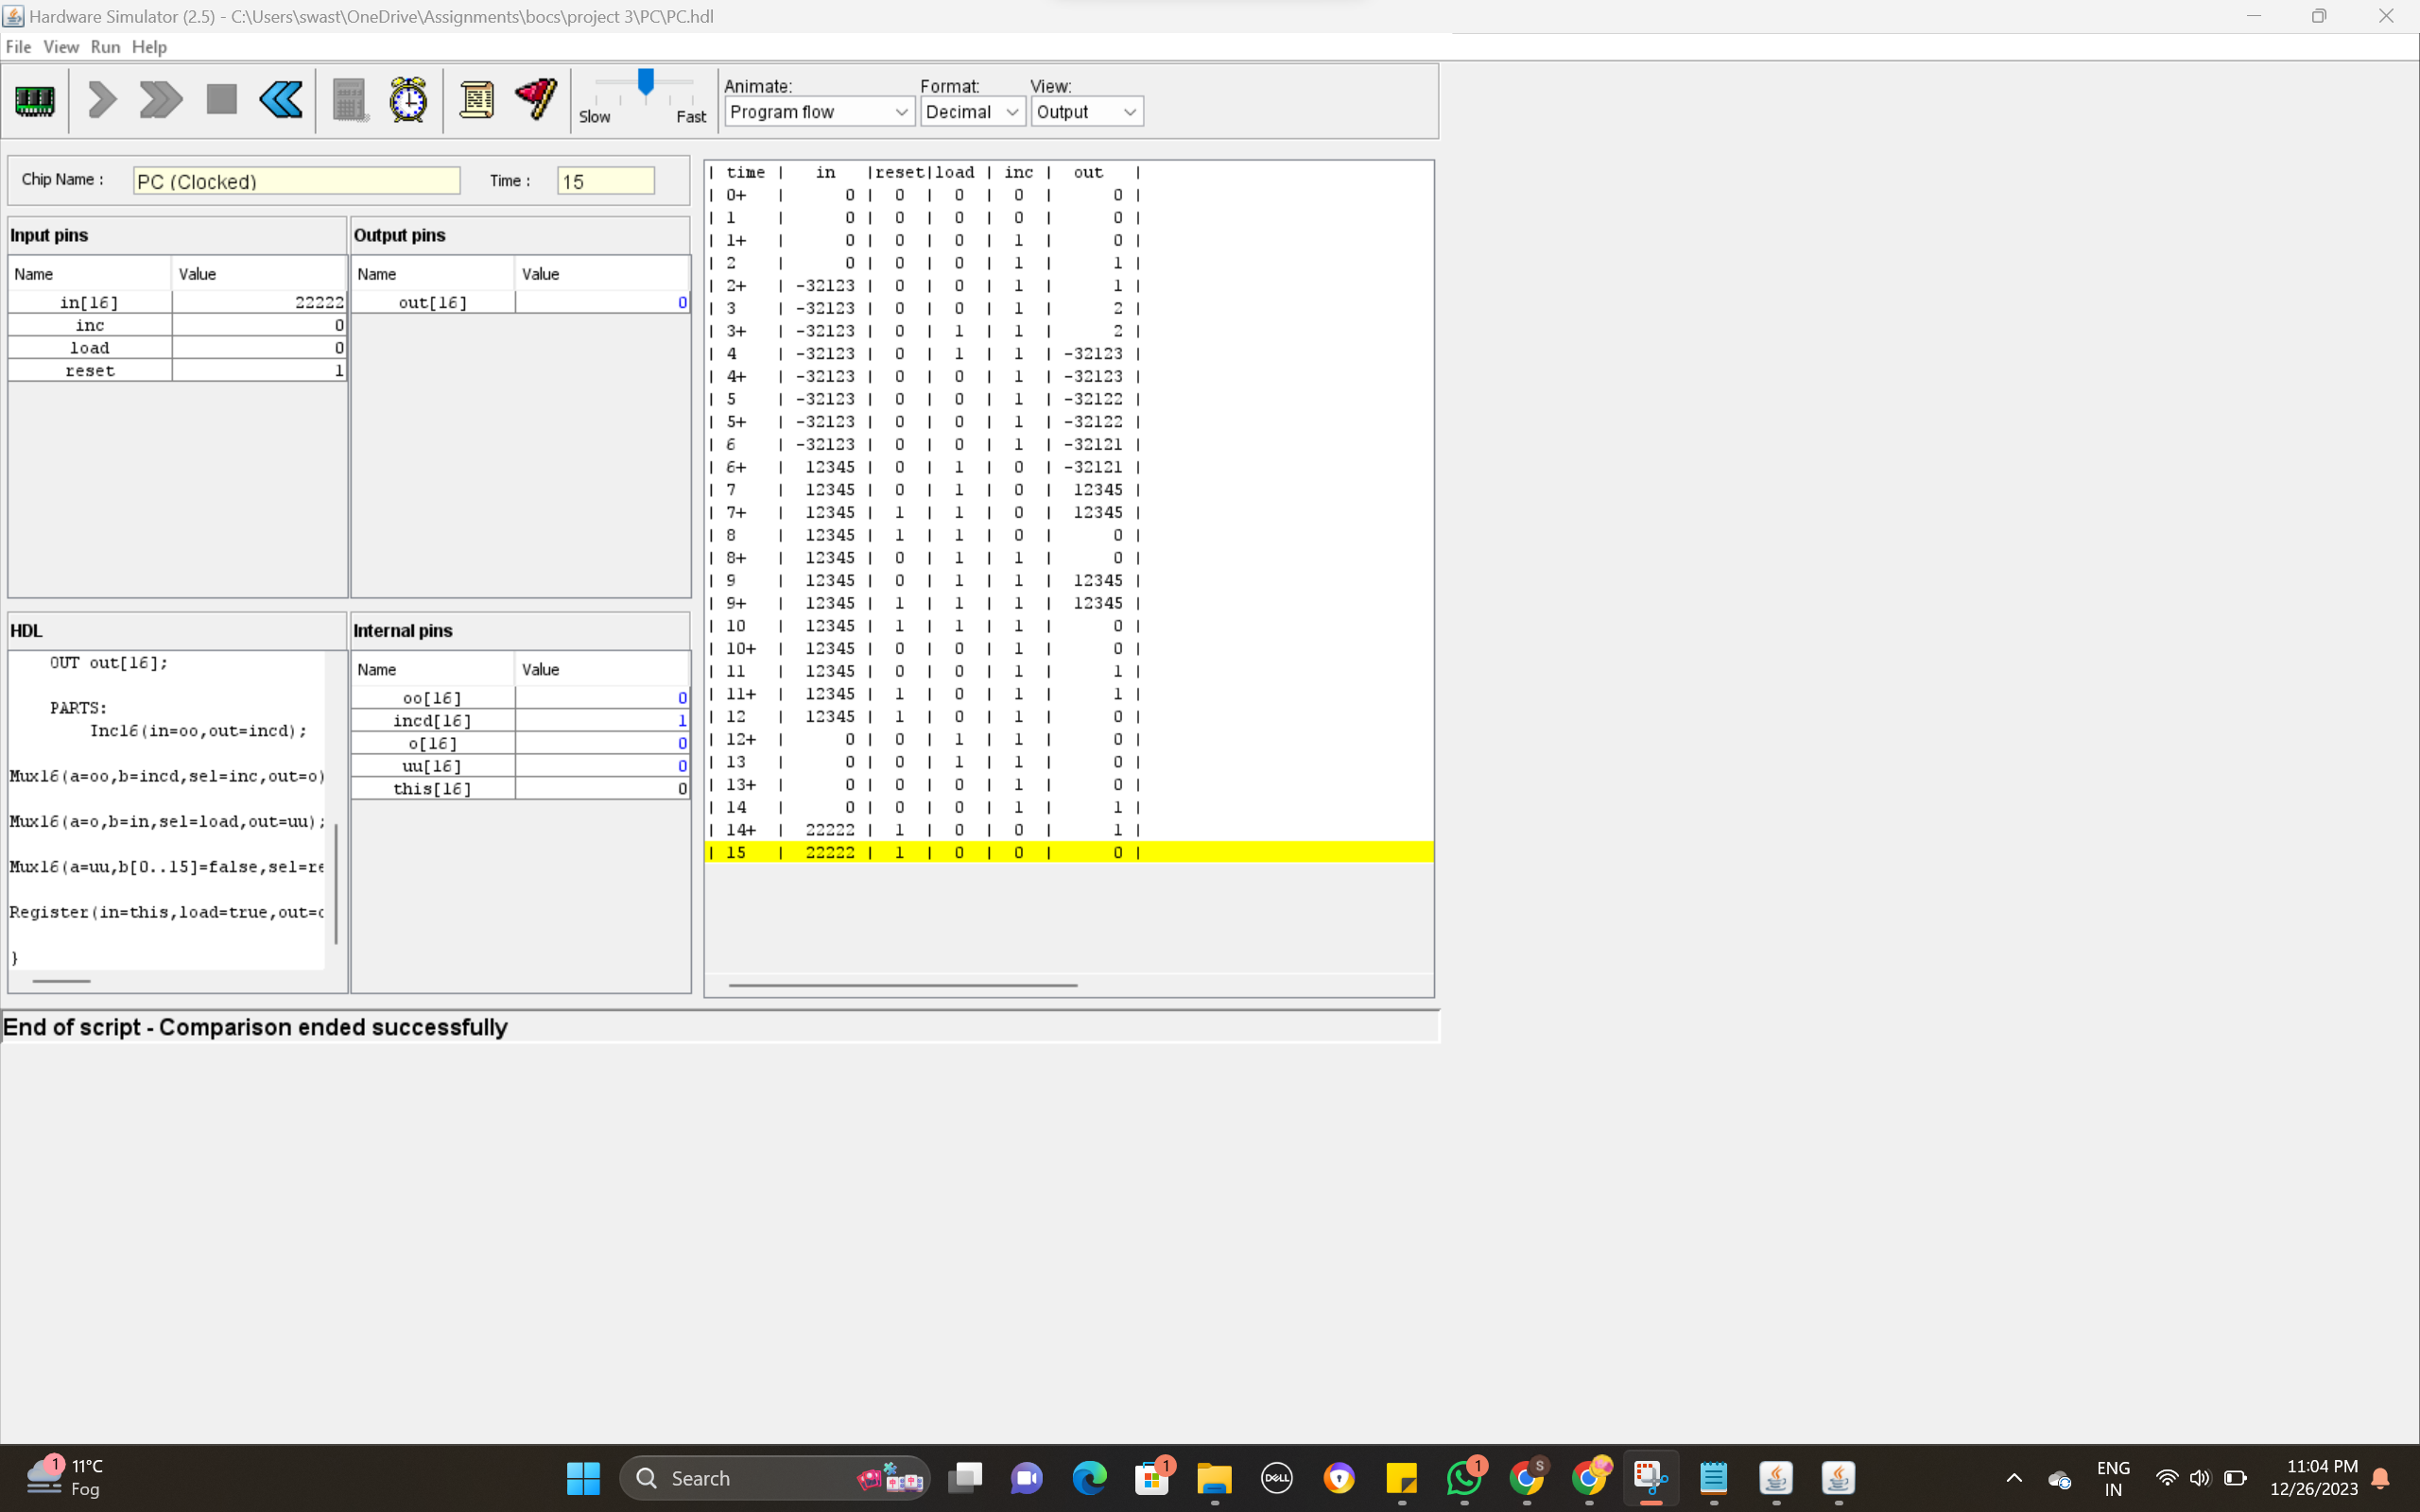 Hardware Simulator (2.5) - C:\Users\swast\OneDrive\Assignments\bocs\project 3\PC\PC.hdl
File View Run Help
Animate: Format: View:
Slow Fast Program flow Decimal Output
Chip Name : PC (Clocked) Time : 15
Input pins Output pins
Name Value Name Value
in[16] 22222 out[16] 0
inc 0
load 0
reset 1
HDL Internal pins
OUT out[16]; Name Value
PARTS: oo[16] 0
Inc16(in=oo,out=incd); incd[16] 1
Mux16(a=oo,b=incd,sel=inc,out=o) o[16] 0
Mux16(a=o,b=in,sel=load,out=uu); uu[16] 0
Mux16(a=uu,b[0..15]=false,sel=re this[16] 0
Register(in=this,load=true,out=
}
| time | in |reset|load | inc | out |
| 0+ | 0 | 0 | 0 | 0 | 0 |
| 1 | 0 | 0 | 0 | 0 | 0 |
| 1+ | 0 | 0 | 0 | 1 | 0 |
| 2 | 0 | 0 | 0 | 1 | 1 |
| 2+ | -32123 | 0 | 0 | 1 | 1 |
| 3 | -32123 | 0 | 0 | 1 | 2 |
| 3+ | -32123 | 0 | 1 | 1 | 2 |
| 4 | -32123 | 0 | 1 | 1 | -32123 |
| 4+ | -32123 | 0 | 0 | 1 | -32123 |
| 5 | -32123 | 0 | 0 | 1 | -32122 |
| 5+ | -32123 | 0 | 0 | 1 | -32122 |
| 6 | -32123 | 0 | 0 | 1 | -32121 |
| 6+ | 12345 | 0 | 1 | 0 | -32121 |
| 7 | 12345 | 0 | 1 | 0 | 12345 |
| 7+ | 12345 | 1 | 1 | 0 | 12345 |
| 8 | 12345 | 1 | 1 | 0 | 0 |
| 8+ | 12345 | 0 | 1 | 1 | 0 |
| 9 | 12345 | 0 | 1 | 1 | 12345 |
| 9+ | 12345 | 1 | 1 | 1 | 12345 |
| 10 | 12345 | 1 | 1 | 1 | 0 |
| 10+ | 12345 | 0 | 0 | 1 | 0 |
| 11 | 12345 | 0 | 0 | 1 | 1 |
| 11+ | 12345 | 1 | 0 | 1 | 1 |
| 12 | 12345 | 1 | 0 | 1 | 0 |
| 12+ | 0 | 0 | 1 | 1 | 0 |
| 13 | 0 | 0 | 1 | 1 | 0 |
| 13+ | 0 | 0 | 0 | 1 | 0 |
| 14 | 0 | 0 | 0 | 1 | 1 |
| 14+ | 22222 | 1 | 0 | 0 | 1 |
| 15 | 22222 | 1 | 0 | 0 | 0 |
End of script - Comparison ended successfully
1 11°C
Fog
Search
1
DELL
1
S
ENG
IN
11:04 PM
12/26/2023